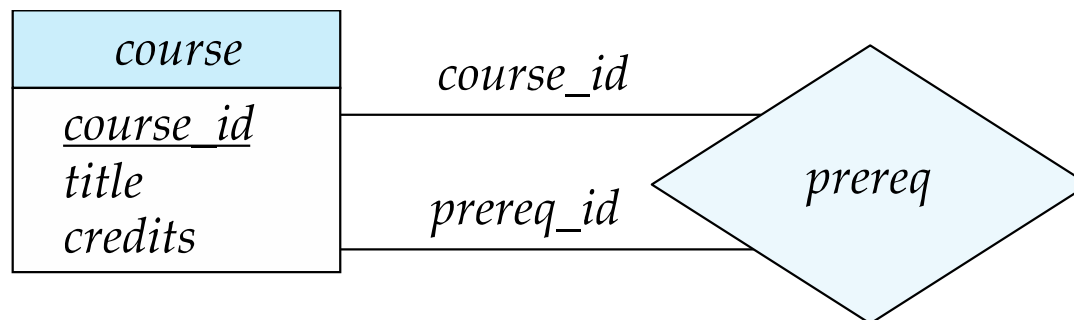 course
course_id
title
credits
course_id
prereq_id
prereq